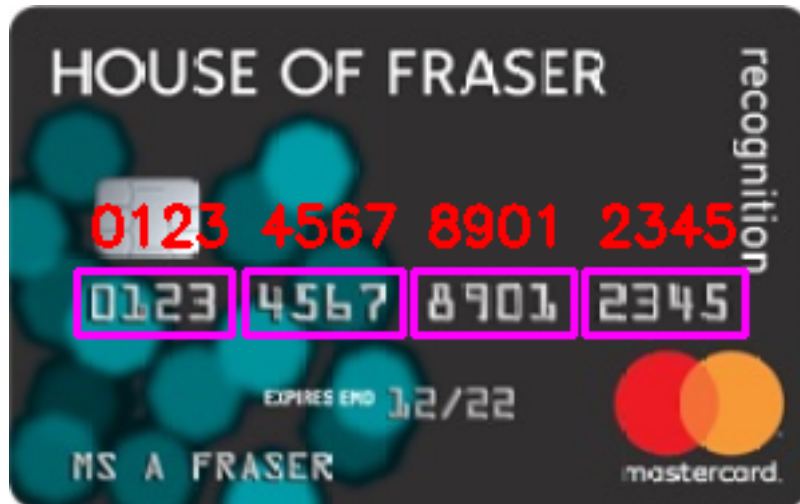 HOUSE OF FRASER
recognition
0123 4567 8901 2345
0123 4567 8901 2345
EXPIRES END 12/22
MS A FRASER
mastercard.